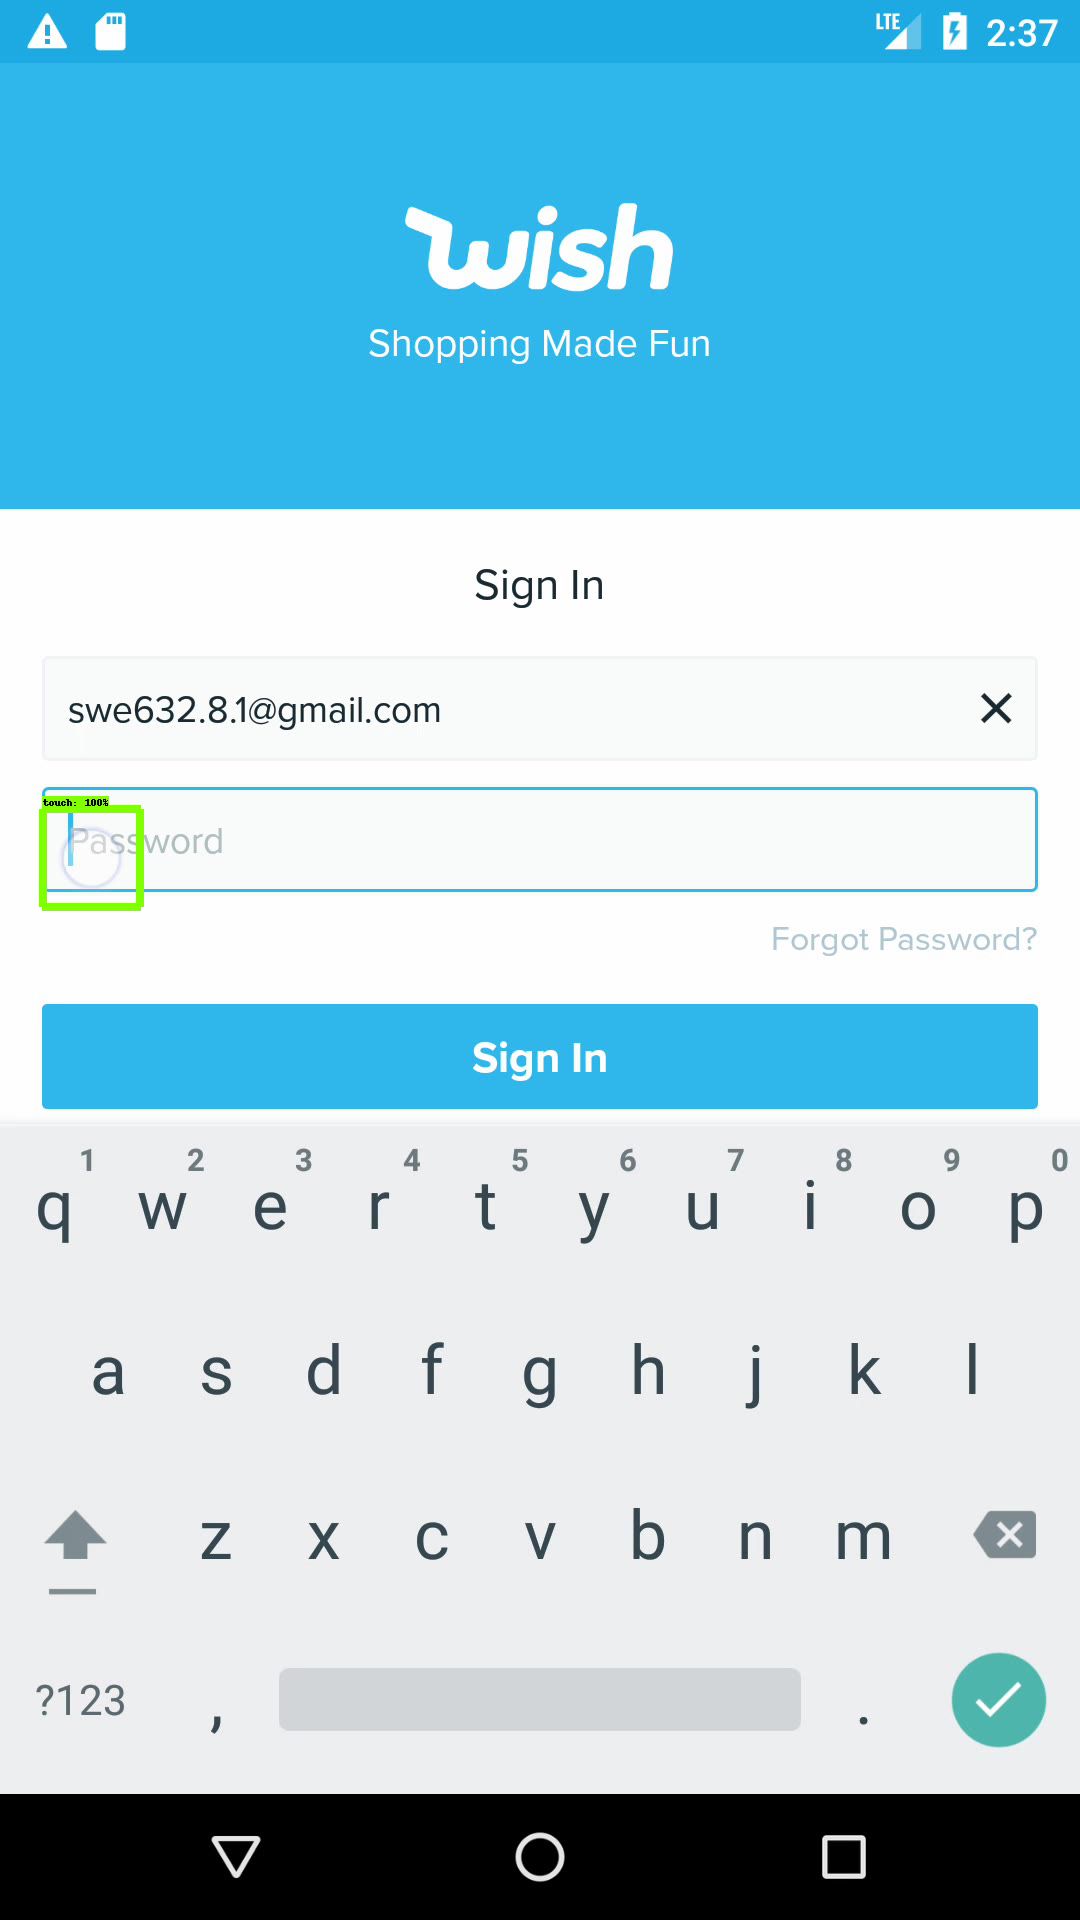 LTE 2:37
wish
Shopping Made Fun
Sign In
swe632.8.1@gmail.com
touch: 100%
Password
Forgot Password?
Sign In
1 2 3 4 5 6 7 8 9 0
q w e r t y u i o p
a s d f g h j k l
z x c v b n m
?123 , .